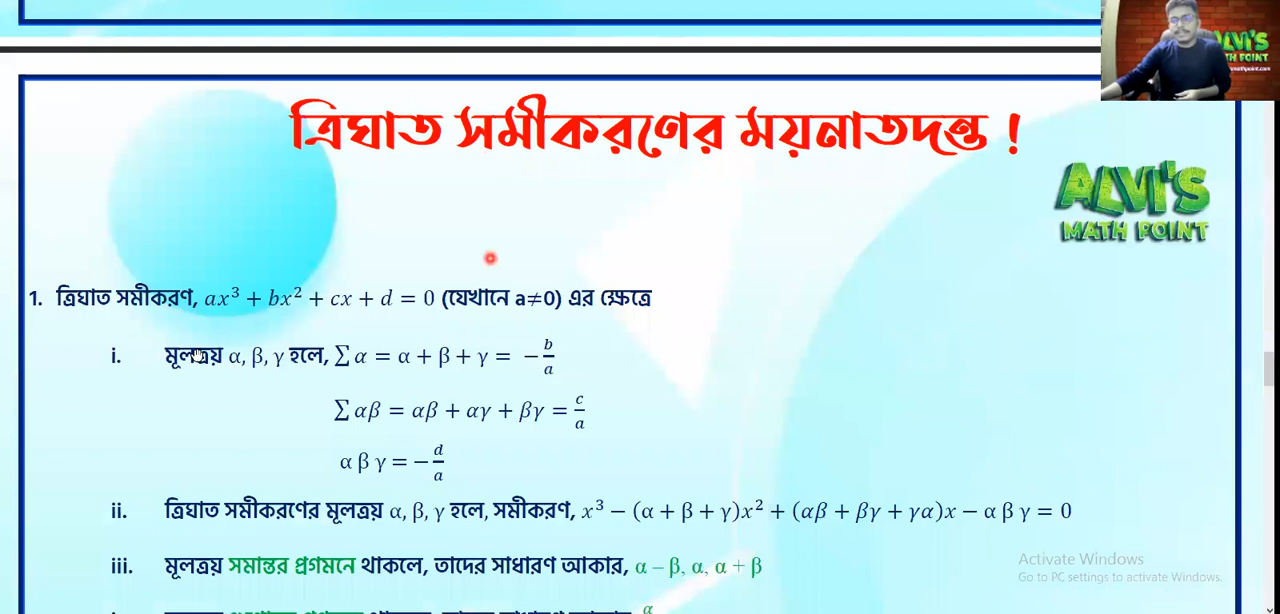 ALVI'S
MATH POINT
ত্রিঘাত সমীকরণের ময়নাতদন্ত !
ALVI'S
MATH POINT
1. ত্রিঘাত সমীকরণ, ax³ + bx² + cx + d = 0 (যেখানে a≠0) এর ক্ষেত্রে
i. মূলত্রয় α, β, γ হলে, ∑ α = α + β + γ = − b/a
∑ αβ = αβ + αγ + βγ = c/a
α β γ = − d/a
ii. ত্রিঘাত সমীকরণের মূলত্রয় α, β, γ হলে, সমীকরণ, x³ − (α + β + γ)x² + (αβ + βγ + γα)x − α β γ = 0
iii. মূলত্রয় সমান্তর প্রগমনে থাকলে, তাদের সাধারণ আকার, α – β, α, α + β
Activate Windows
Go to PC settings to activate Windows.